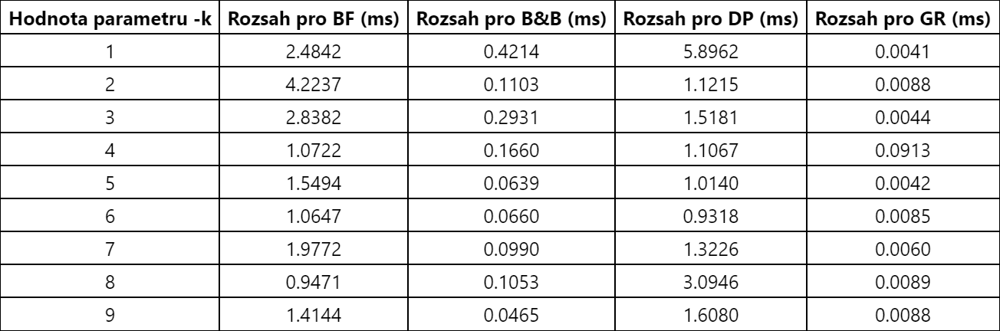 Hodnota parametru -k Rozsah pro BF (ms) Rozsah pro B&B (ms) Rozsah pro DP (ms) Rozsah pro GR (ms)
1 2.4842 0.4214 5.8962 0.0041
2 4.2237 0.1103 1.1215 0.0088
3 2.8382 0.2931 1.5181 0.0044
4 1.0722 0.1660 1.1067 0.0913
5 1.5494 0.0639 1.0140 0.0042
6 1.0647 0.0660 0.9318 0.0085
7 1.9772 0.0990 1.3226 0.0060
8 0.9471 0.1053 3.0946 0.0089
9 1.4144 0.0465 1.6080 0.0088